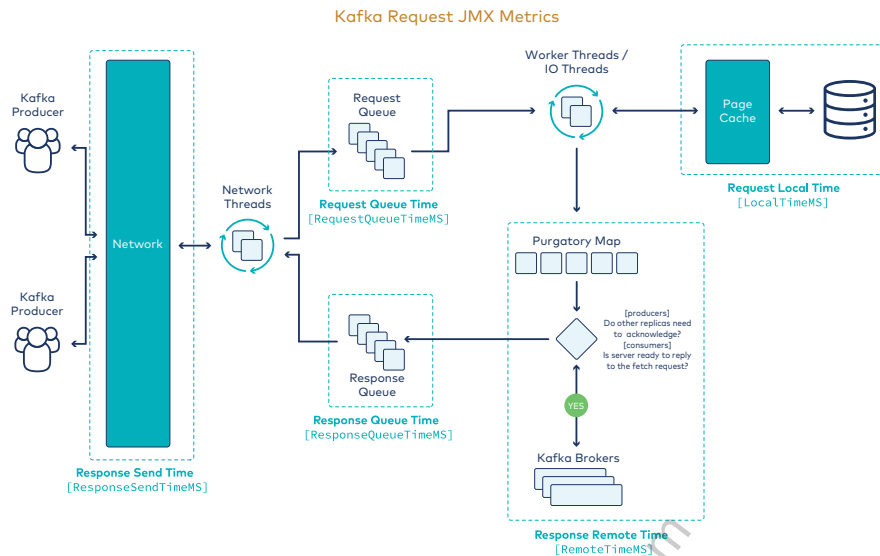 Kafka Request JMX Metrics
Kafka
Producer
Kafka
Producer
Network
Response Send Time
[ResponseSendTimeMS]
Network
Threads
Request
Queue
Request Queue Time
[RequestQueueTimeMS]
Response
Queue
Response Queue Time
[ResponseQueueTimeMS]
Worker Threads /
IO Threads
Page
Cache
Request Local Time
[LocalTimeMS]
Purgatory Map
[producers]
Do other replicas need
to acknowledge?
[consumers]
Is server ready to reply
to the fetch request?
YES
Kafka Brokers
Response Remote Time
[RemoteTimeMS]